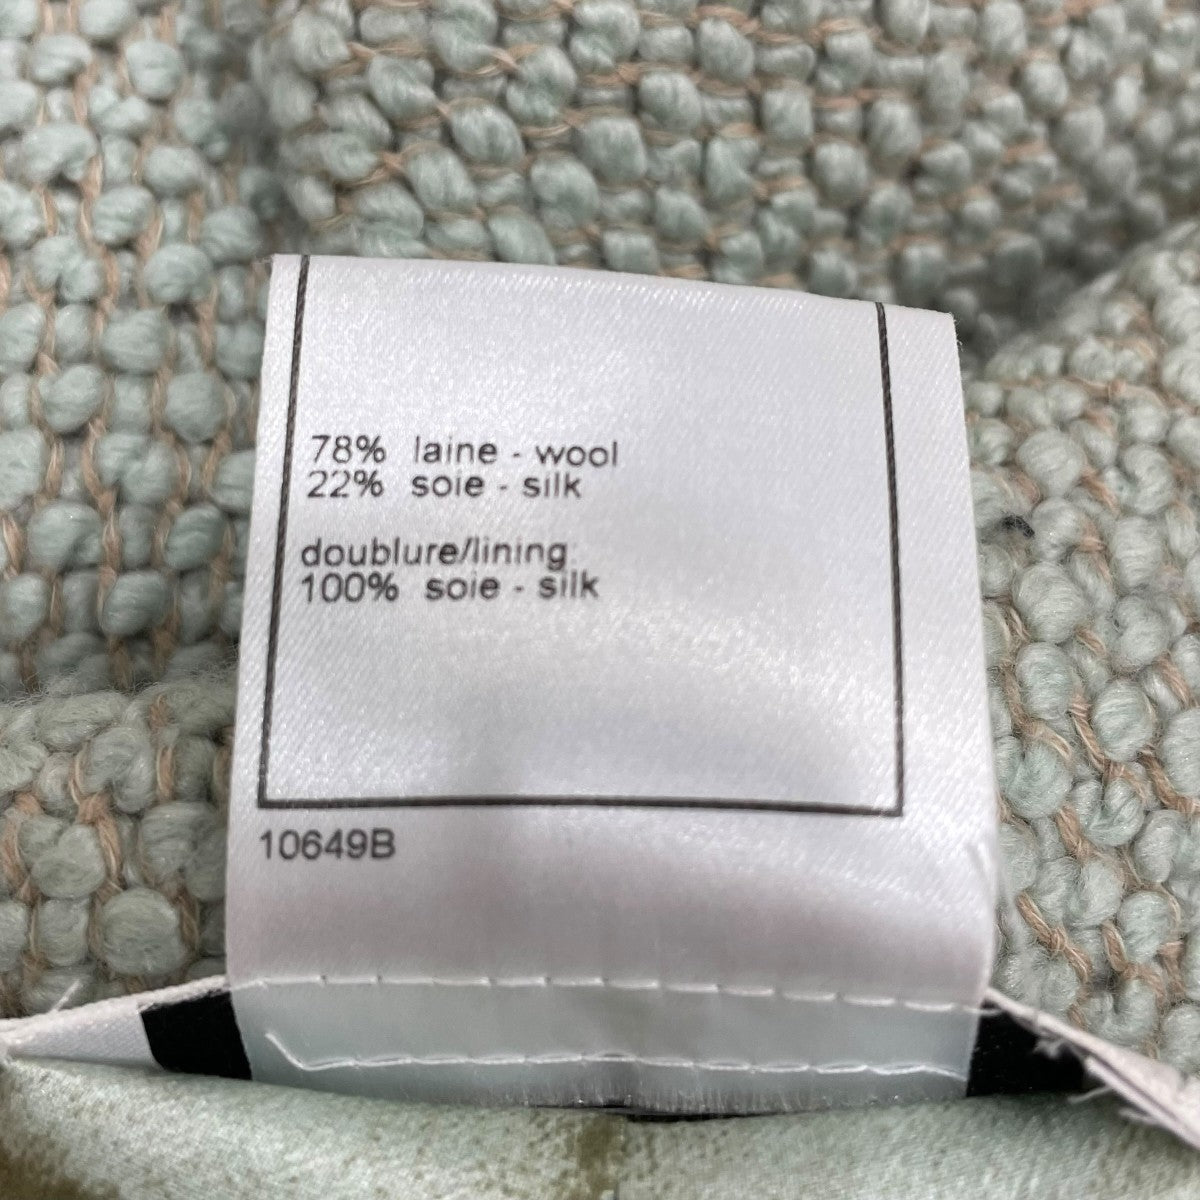 78% laine - wool
22% soie - silk
doublure/lining:
100% soie - silk
10649B